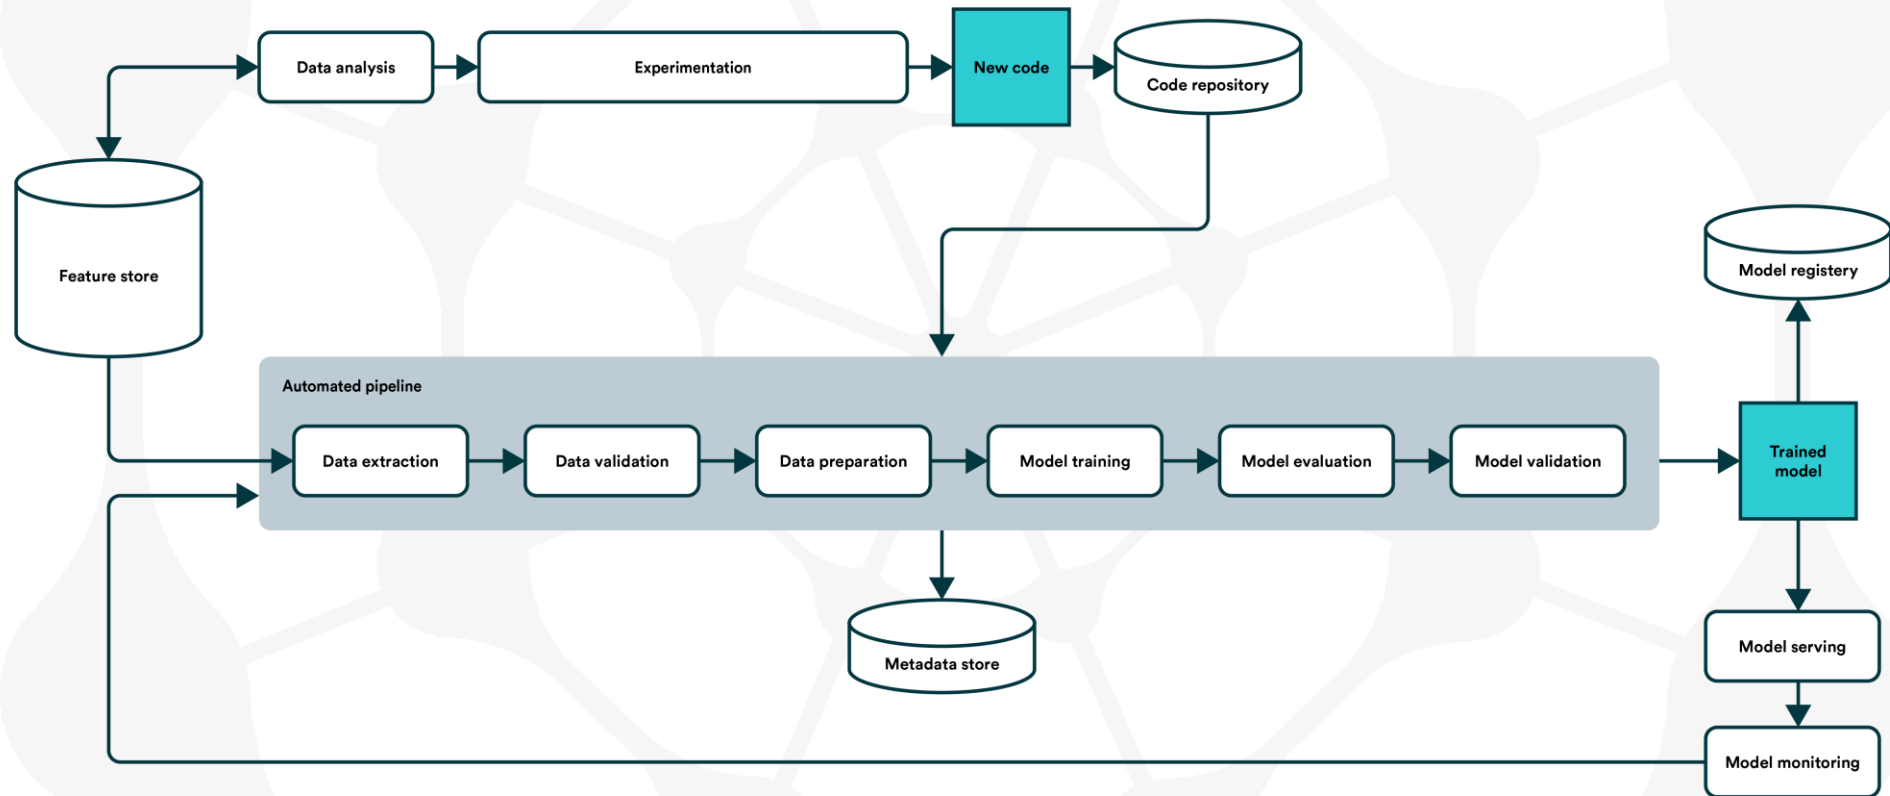 Data analysis
Experimentation
New code
Code repository
Feature store
Model registery
Automated pipeline
Data extraction
Data validation
Data preparation
Model training
Model evaluation
Model validation
Trained
model
Metadata store
Model serving
Model monitoring